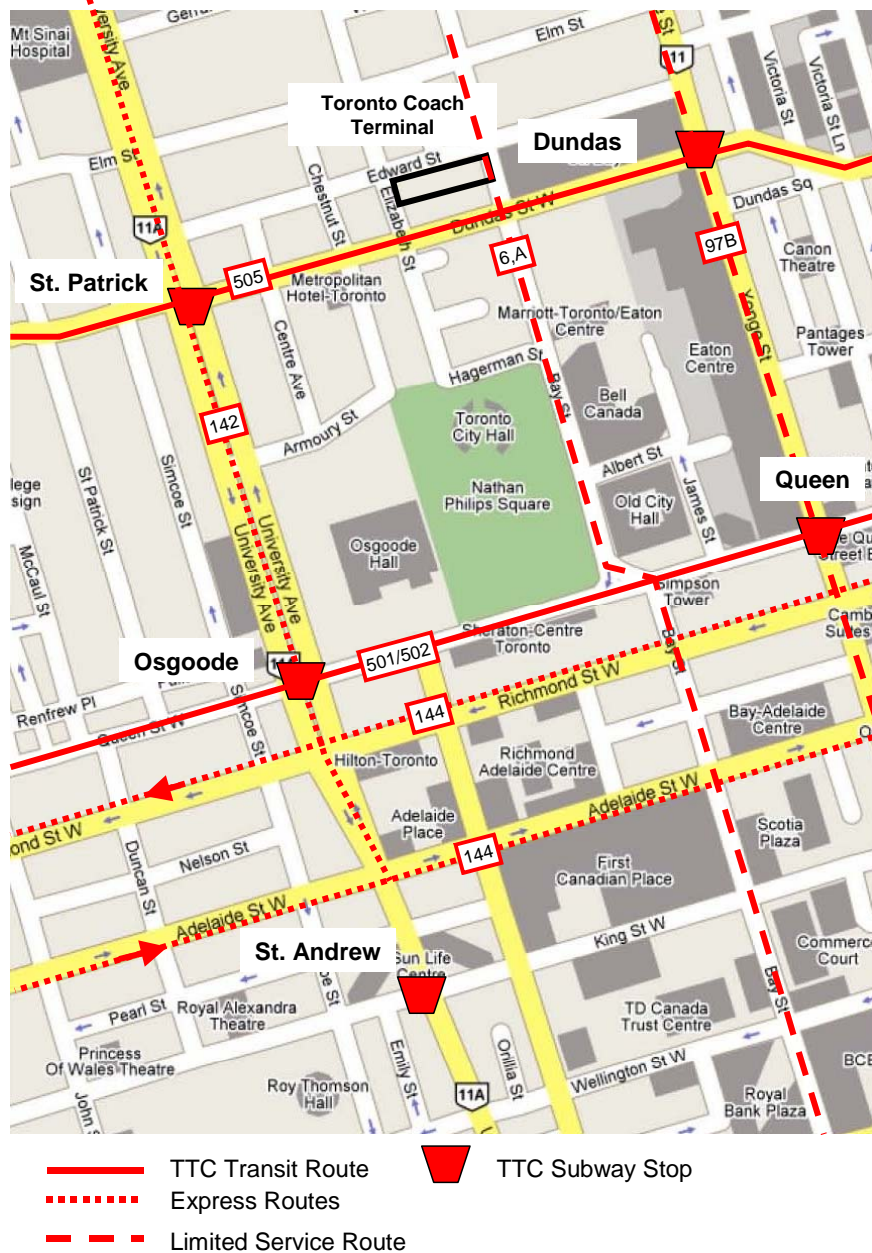 Mt Sinai
Hospital
University Ave
Elm St
11
Victoria St
Victoria St Ln
Toronto Coach
Terminal
Dundas
Elm St
Edward St
Chestnut St
Elizabeth St
Dundas St W
Dundas Sq
11A
97B
6,A
Canon
Theatre
St. Patrick
505
Metropolitan
Hotel-Toronto
Marriott-Toronto/Eaton
Centre
Yonge St
Pantages
Tower
Centre Ave
Hagerman St
Bay St
Eaton
Centre
Bell
Canada
142
Armoury St
Toronto
City Hall
Albert St
Queen
St Patrick St
Simcoe St
Nathan
Philips Square
Old City
Hall
James St
McCaul St
University Ave
University Ave
Osgoode
Hall
Simpson
Tower
Osgoode
501/502
Sheraton-Centre
Toronto
Bay St
Renfrew Pl
Queen St W
Simcoe St
144
Richmond St W
Bay-Adelaide
Centre
Hilton-Toronto
Richmond
Adelaide Centre
Adelaide St W
Adelaide
Place
Scotia
Plaza
Nelson St
Duncan St
144
First
Canadian Place
Adelaide St W
St. Andrew
Sun Life
Centre
King St W
Commerce
Court
Pearl St
Royal Alexandra
Theatre
TD Canada
Trust Centre
Bay St
Princess
Of Wales Theatre
Emily St
Orillia St
Wellington St W
Roy Thomson
Hall
11A
Royal
Bank Plaza
TTC Transit Route
TTC Subway Stop
Express Routes
Limited Service Route